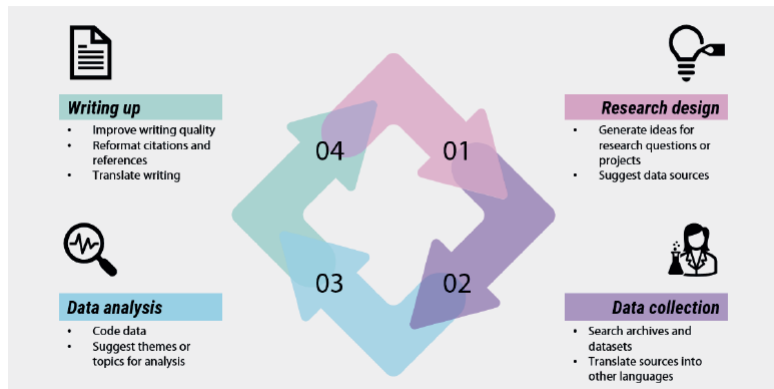 Writing up
• Improve writing quality
• Reformat citations and
references
• Translate writing
Research design
• Generate ideas for
research questions or
projects
• Suggest data sources
04
01
03
02
Data analysis
• Code data
• Suggest themes or
topics for analysis
Data collection
• Search archives and
datasets
• Translate sources into
other languages